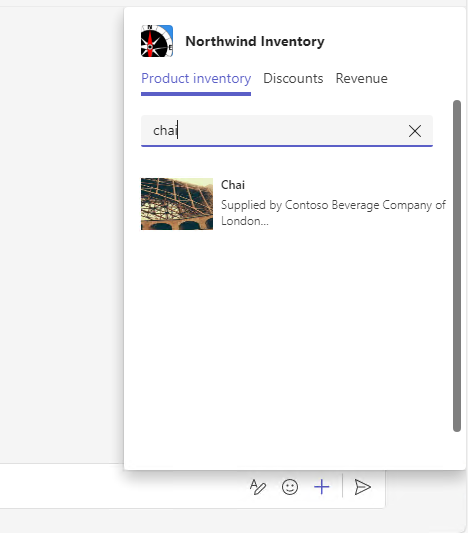 N
E
Northwind Inventory
Product inventory Discounts Revenue
chai
Chai
Supplied by Contoso Beverage Company of
London...